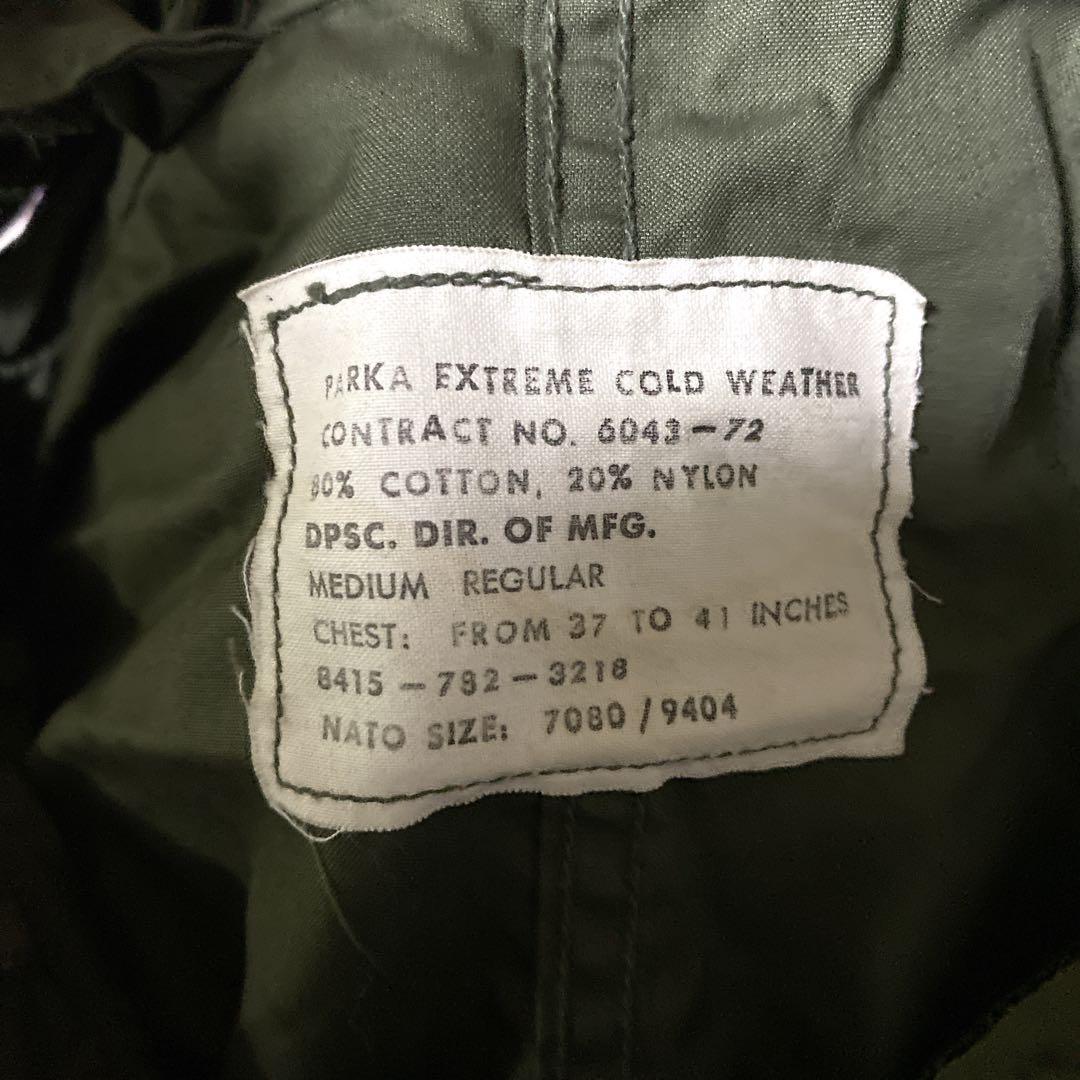 PARKA EXTREME COLD WEATHER
CONTRACT NO. 6043-72
80% COTTON, 20% NYLON
DPSC. DIR. OF MFG.
MEDIUM REGULAR
CHEST: FROM 37 TO 41 INCHES
8415-782-3218
NATO SIZE: 7080/9404